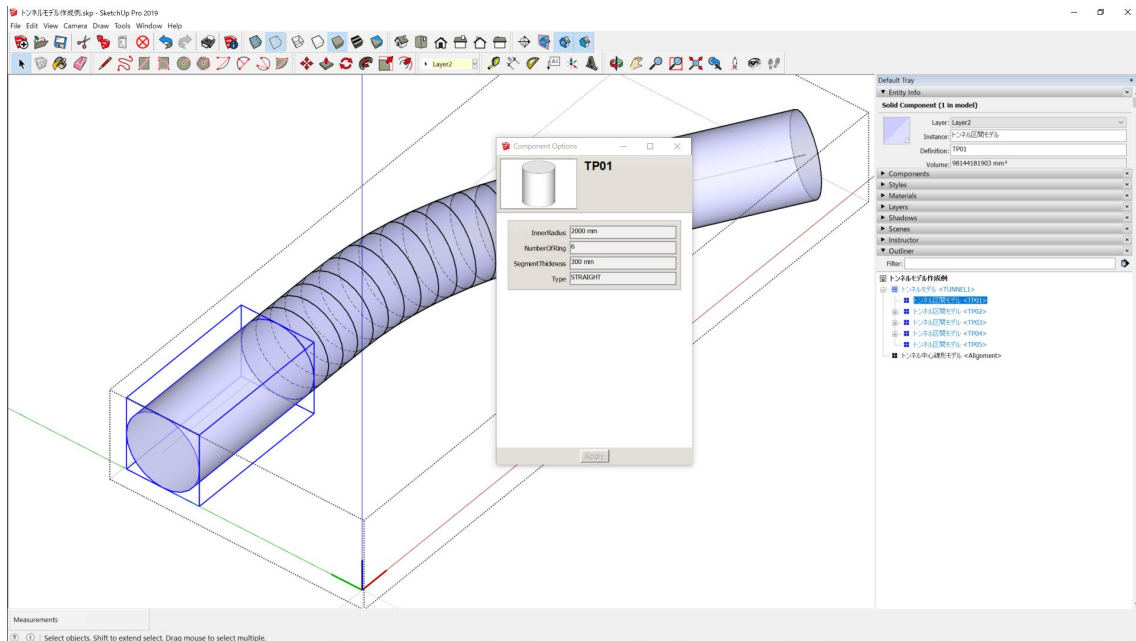 トンネルモデル作成例.skp - SketchUp Pro 2019
File Edit View Camera Draw Tools Window Help
Layer2
A1
Default Tray
Entity Info
Solid Component (1 in model)
Layer: Layer2
Instance: トンネル区間モデル
Definition: TP01
Volume: 98144181903 mm³
Components
Styles
Materials
Layers
Shadows
Scenes
Instructor
Outliner
Filter:
トンネルモデル作成例
トンネルモデル <TUNNEL1>
トンネル区間モデル <TP01>
トンネル区間モデル <TP02>
トンネル区間モデル <TP03>
トンネル区間モデル <TP04>
トンネル区間モデル <TP05>
トンネル中心線形モデル <Alignment>
Component Options
TP01
InnerRadius 2000 mm
NumberOfRing 6
SegmentThickness 300 mm
Type STRAIGHT
Apply
Measurements
Select objects. Shift to extend select. Drag mouse to select multiple.